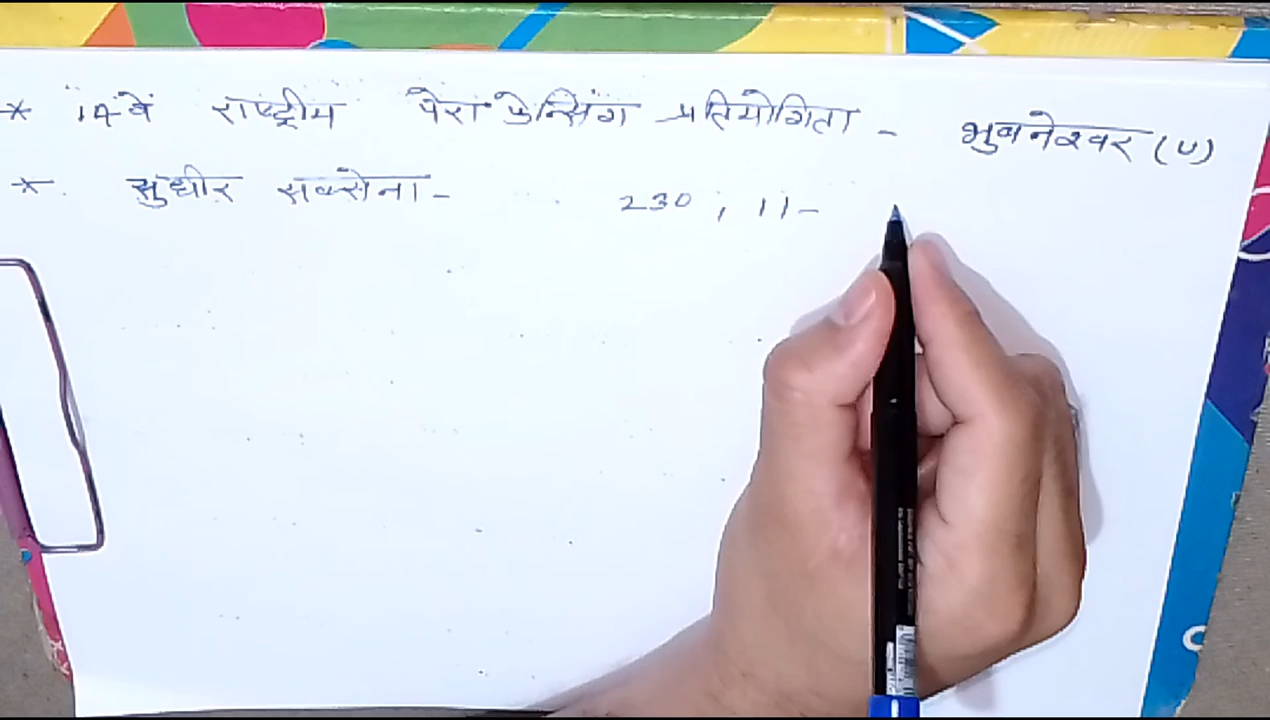 * 14वें राष्ट्रीय पैरा फेन्सिंग प्रतियोगिता - भुवनेश्वर (U)
* सुधीर सक्सेना - 230 , 11-